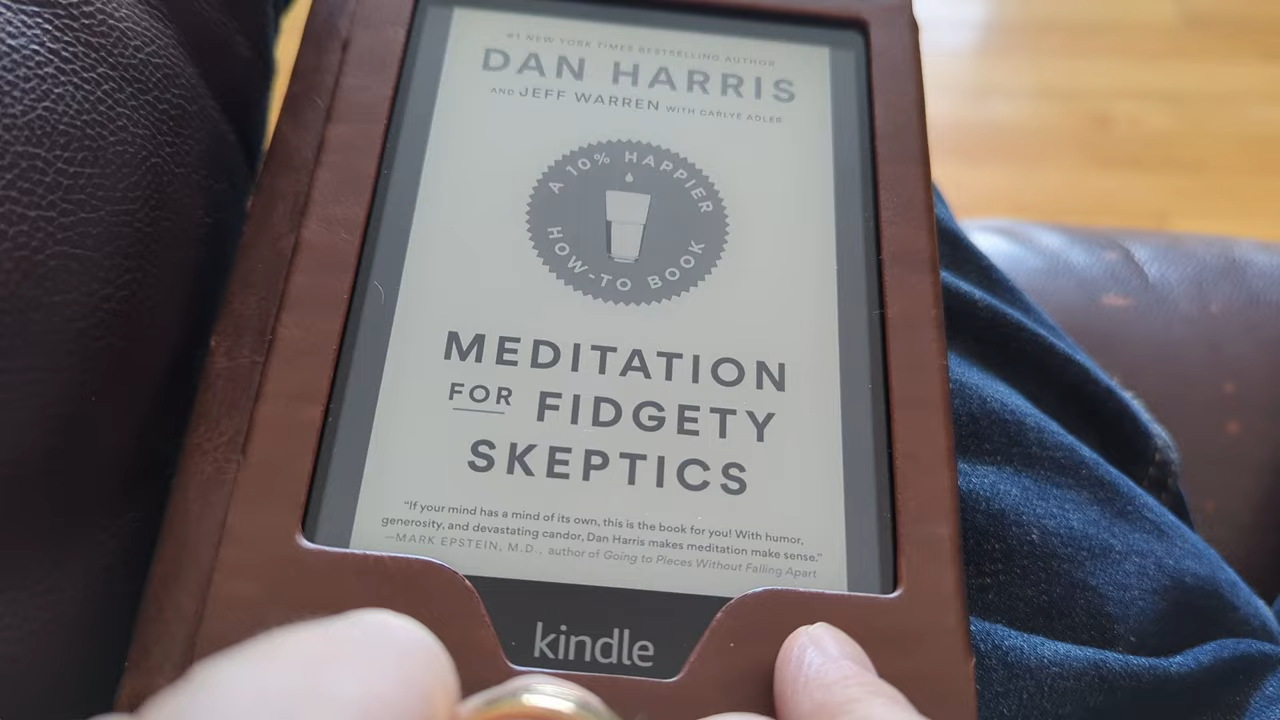 #1 NEW YORK TIMES BESTSELLING AUTHOR
DAN HARRIS
AND JEFF WARREN WITH CARLYE ADLER
A 10% HAPPIER
HOW-TO BOOK
MEDITATION
FOR FIDGETY
SKEPTICS
"If your mind has a mind of its own, this is the book for you! With humor,
generosity, and devastating candor, Dan Harris makes meditation make sense."
—MARK EPSTEIN, M.D., author of Going to Pieces Without Falling Apart
kindle